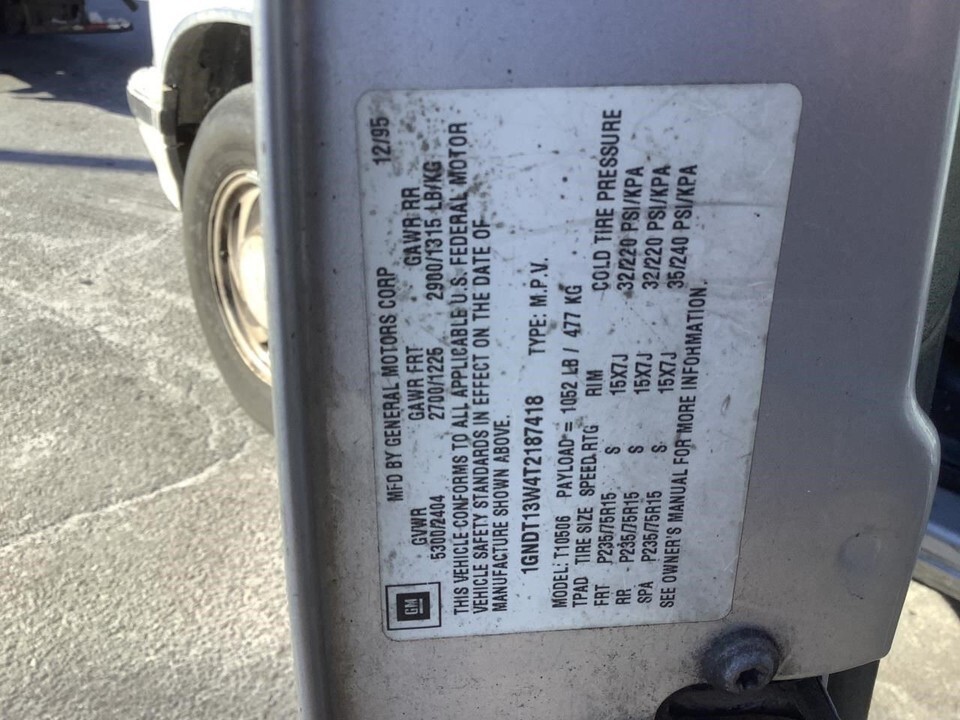 MFD BY GENERAL MOTORS CORP 12/95
GVWR GAWR FRT GAWR RR
5300/2404 2700/1225 2900/1315 LB/KG
THIS VEHICLE CONFORMS TO ALL APPLICABLE U.S. FEDERAL MOTOR
VEHICLE SAFETY STANDARDS IN EFFECT ON THE DATE OF
MANUFACTURE SHOWN ABOVE.
GM
1GNDT13W4T2187418 TYPE: M.P.V.
MODEL: T10506 PAYLOAD = 1052 LB / 477 KG
TPAD TIRE SIZE SPEED RTG RIM COLD TIRE PRESSURE
FRT P235/75R15 S 15X7J 32/220 PSI/KPA
RR P235/75R15 S 15X7J 32/220 PSI/KPA
SPA P235/75R15 S 15X7J 35/240 PSI/KPA
SEE OWNER'S MANUAL FOR MORE INFORMATION.